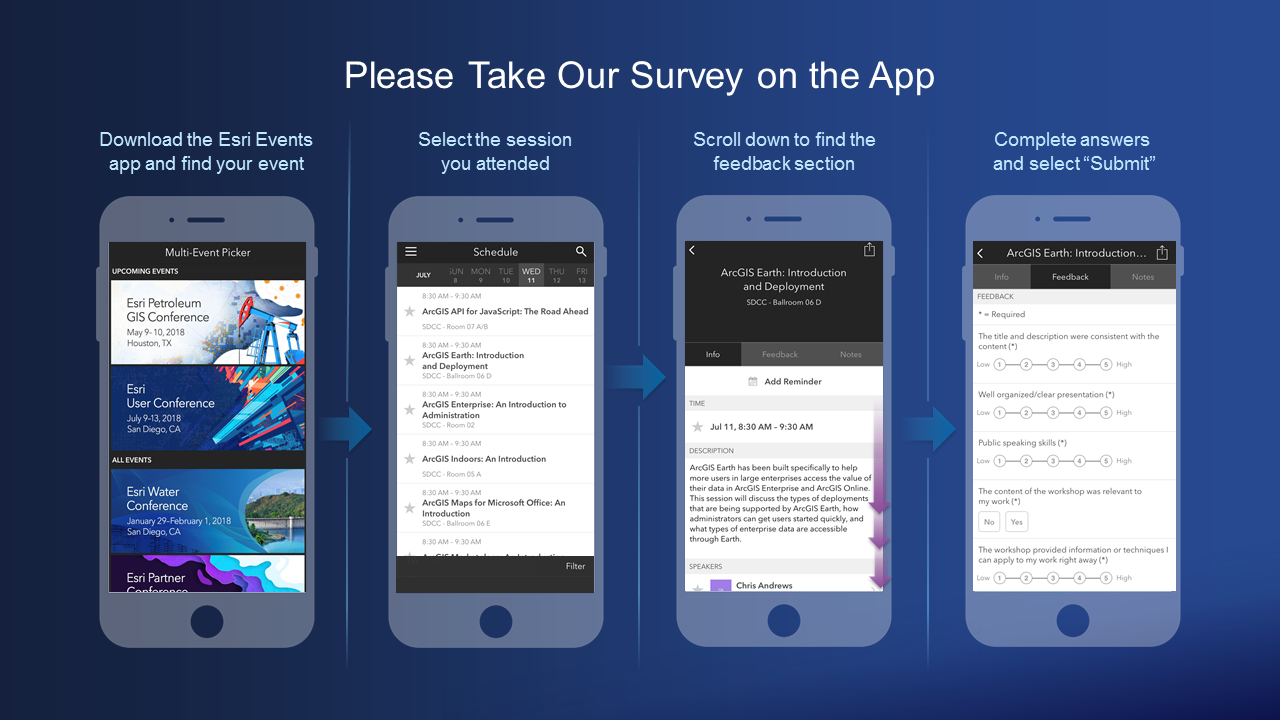 Please Take Our Survey on the App
Download the Esri Events
app and find your event
Multi-Event Picker
UPCOMING EVENTS
Esri Petroleum
GIS Conference
May 9- 10, 2018
Houston, TX
Esri
User Conference
July 9-13, 2018
San Diego, CA
ALL EVENTS
Esri Water
Conference
January 29-February 1, 2018
San Diego, CA
Esri Partner
Conference
Select the session
you attended
Schedule
JULY
SUN MON TUE WED THU FRI
8 9 10 11 12 13
8:30 AM - 9:30 AM
ArcGIS API for JavaScript: The Road Ahead
SDCC - Room 07 A/B
8:30 AM - 9:30 AM
ArcGIS Earth: Introduction
and Deployment
SDCC - Ballroom 06 D
8:30 AM - 9:30 AM
ArcGIS Enterprise: An Introduction to
Administration
SDCC - Room 02
8:30 AM - 9:30 AM
ArcGIS Indoors: An Introduction
SDCC - Room 05 A
8:30 AM - 9:30 AM
ArcGIS Maps for Microsoft Office: An
Introduction
SDCC - Ballroom 06 E
8:30 AM - 9:30 AM
Filter
Scroll down to find the
feedback section
ArcGIS Earth: Introduction
and Deployment
SDCC - Ballroom 06 D
Info Feedback Notes
Add Reminder
TIME
Jul 11, 8:30 AM - 9:30 AM
DESCRIPTION
ArcGIS Earth has been built specifically to help
more users in large enterprises access the value of
their data in ArcGIS Enterprise and ArcGIS Online.
This session will discuss the types of deployments
that are being supported by ArcGIS Earth, how
administrators can get users started quickly, and
what types of enterprise data are accessible
through Earth.
SPEAKERS
Chris Andrews
Complete answers
and select “Submit”
ArcGIS Earth: Introduction...
Info Feedback Notes
FEEDBACK
* = Required
The title and description were consistent with the
content (*)
Low 1 2 3 4 5 High
Well organized/clear presentation (*)
Low 1 2 3 4 5 High
Public speaking skills (*)
Low 1 2 3 4 5 High
The content of the workshop was relevant to
my work (*)
No Yes
The workshop provided information or techniques I
can apply to my work right away (*)
Low 1 2 3 4 5 High